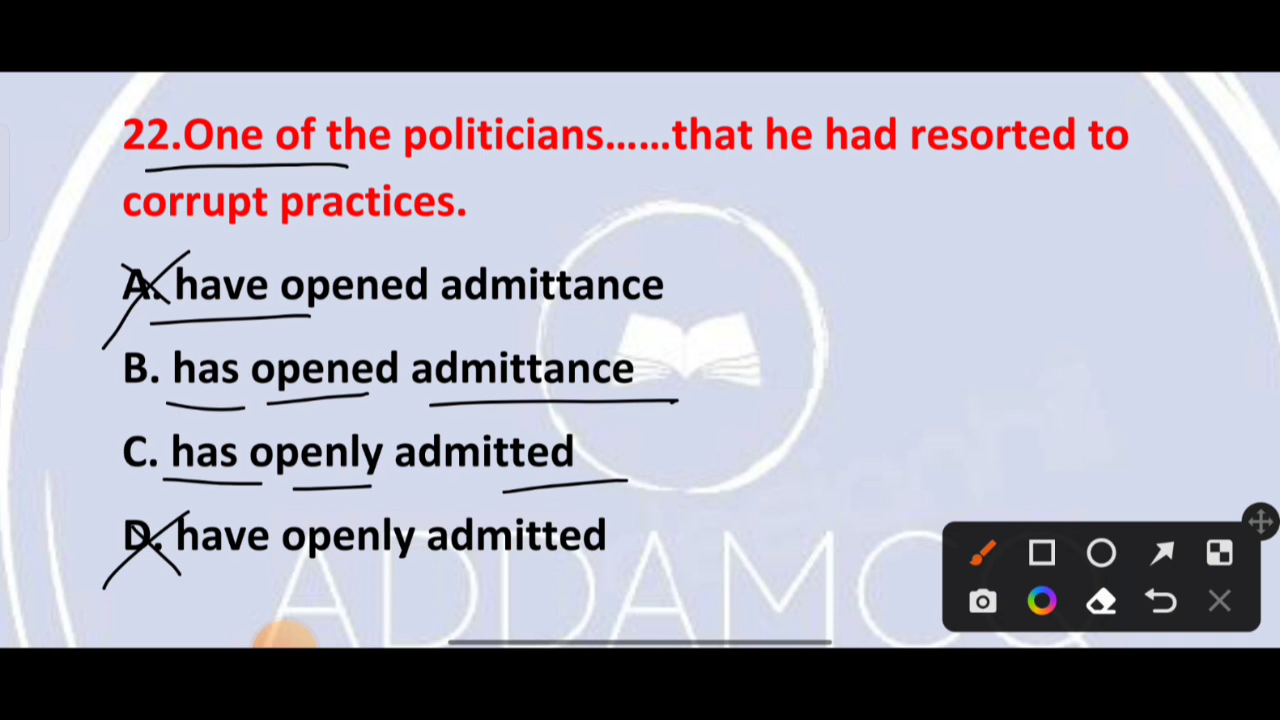 22.One of the politicians......that he had resorted to
corrupt practices.
A. have opened admittance
B. has opened admittance
C. has openly admitted
D. have openly admitted